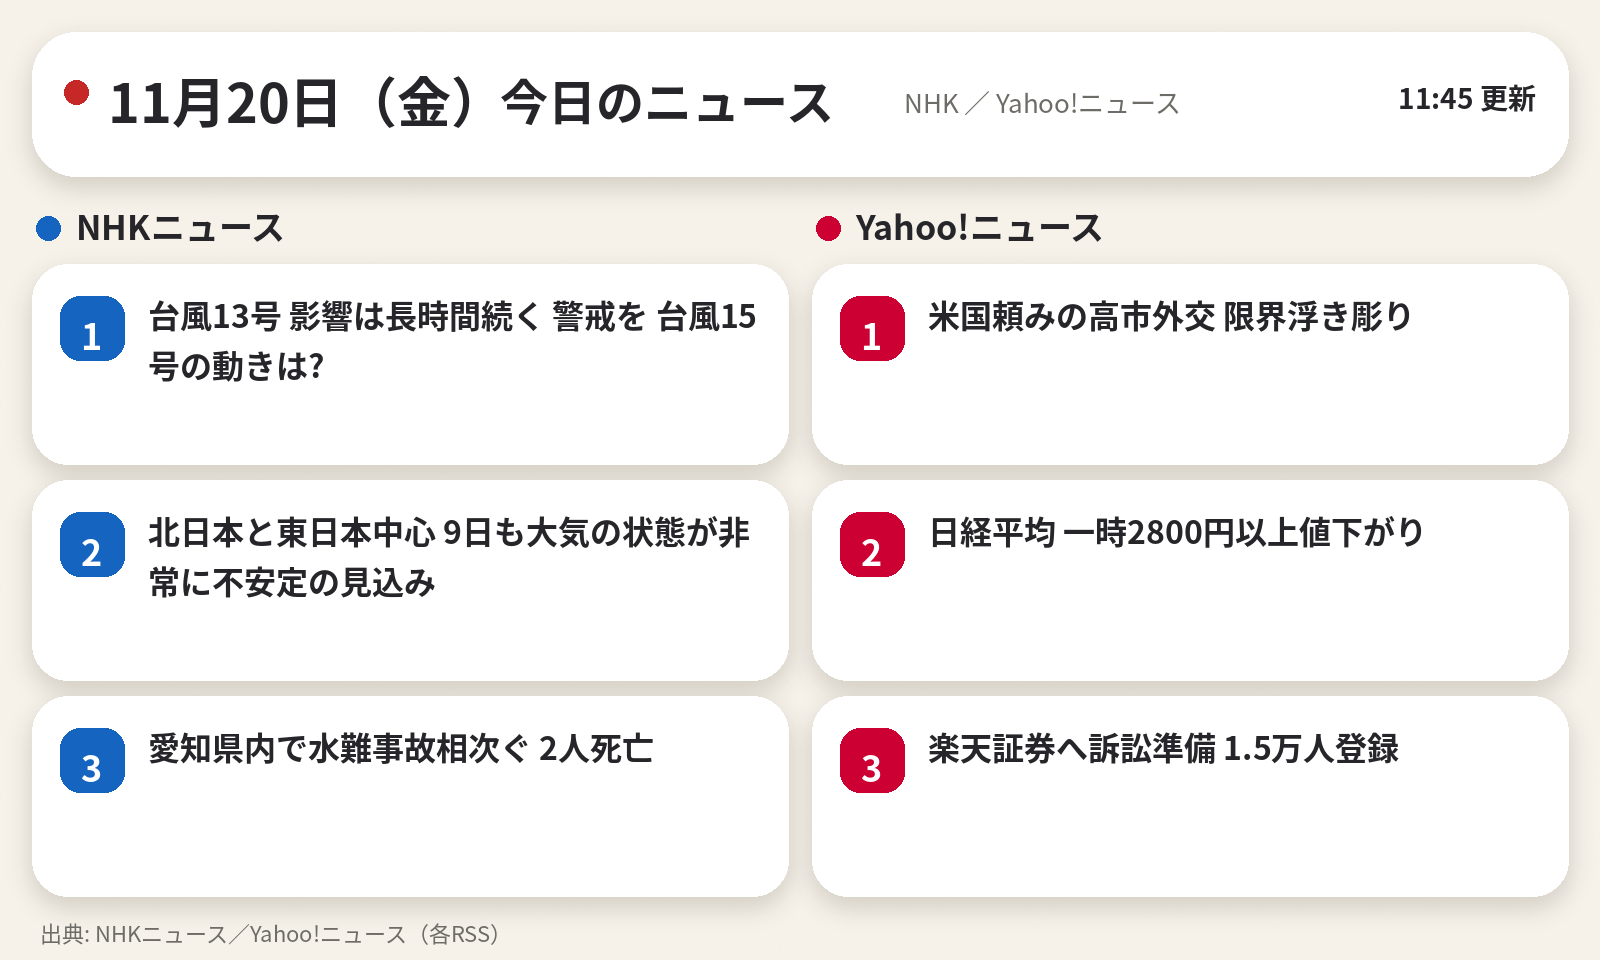 11月20日（金）今日のニュース
NHK ／ Yahoo!ニュース
11:45 更新
NHKニュース
1
台風13号 影響は長時間続く 警戒を 台風15
号の動きは?
2
北日本と東日本中心 9日も大気の状態が非
常に不安定の見込み
3
愛知県内で水難事故相次ぐ 2人死亡
Yahoo!ニュース
1
米国頼みの高市外交 限界浮き彫り
2
日経平均 一時2800円以上値下がり
3
楽天証券へ訴訟準備 1.5万人登録
出典: NHKニュース／Yahoo!ニュース（各RSS）